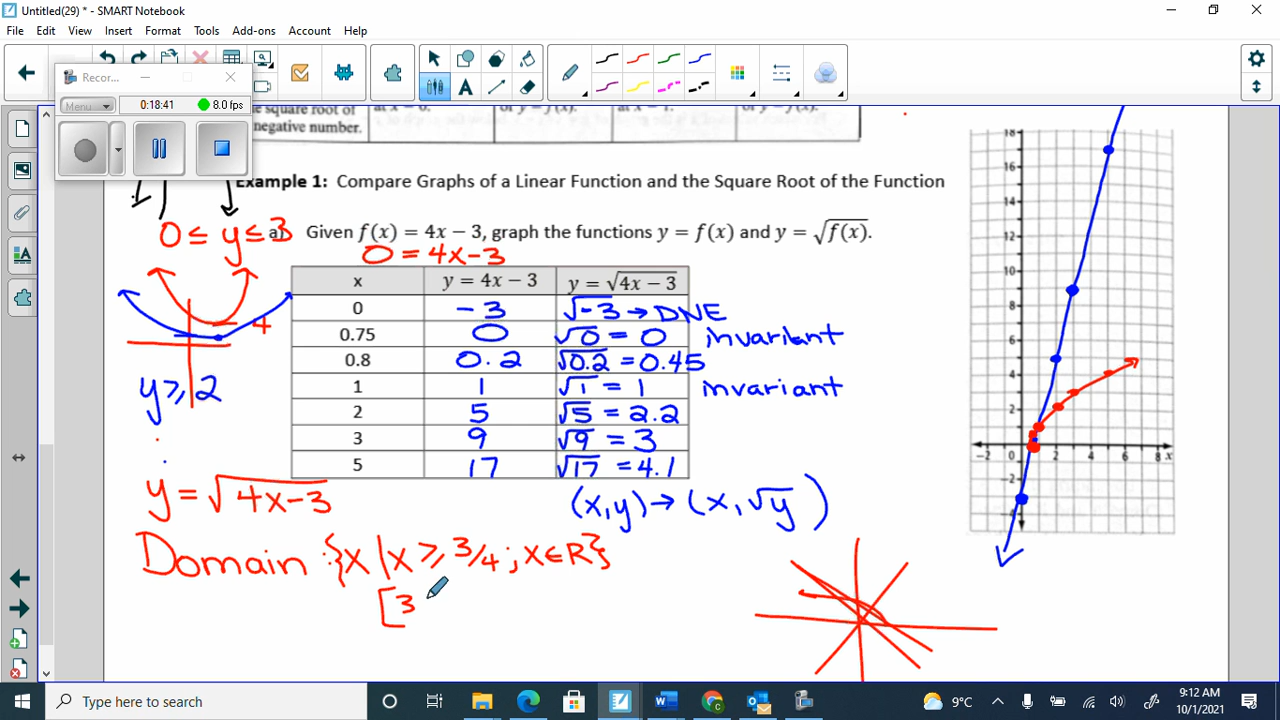 Untitled(29) * - SMART Notebook
File Edit View Insert Format Tools Add-ons Account Help
Recor...
Menu 0:18:41 8.0 fps
the square root of
negative number.
Example 1: Compare Graphs of a Linear Function and the Square Root of the Function
0 ≤ y ≤ 3
a) Given f(x) = 4x − 3, graph the functions y = f(x) and y = √f(x).
0 = 4x-3
x y = 4x − 3 y = √4x − 3
0 -3 √-3 → DNE
0.75 0 √0 = 0 invariant
0.8 0.2 √0.2 = 0.45
1 1 √1 = 1 invariant
2 5 √5 = 2.2
3 9 √9 = 3
5 17 √17 = 4.1
4
y ≥ 2
y = √4x-3
(x,y) → (x,√y)
Domain :{x | x ≥ 3/4 ; x ∈ R}
[3
18
16
14
12
10
8
6
4
2
−2 0 2 4 6 8 x
−2
Type here to search
9°C
9:12 AM
10/1/2021